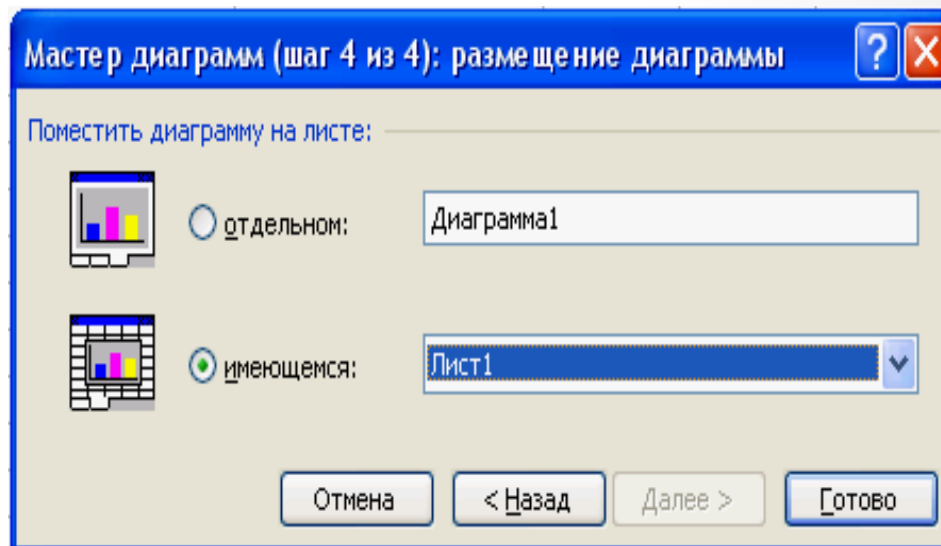 Мастер диаграмм (шаг 4 из 4): размещение диаграммы
Поместить диаграмму на листе:
отдельном: Диаграмма1
имеющемся: Лист1
Отмена < Назад Далее > Готово